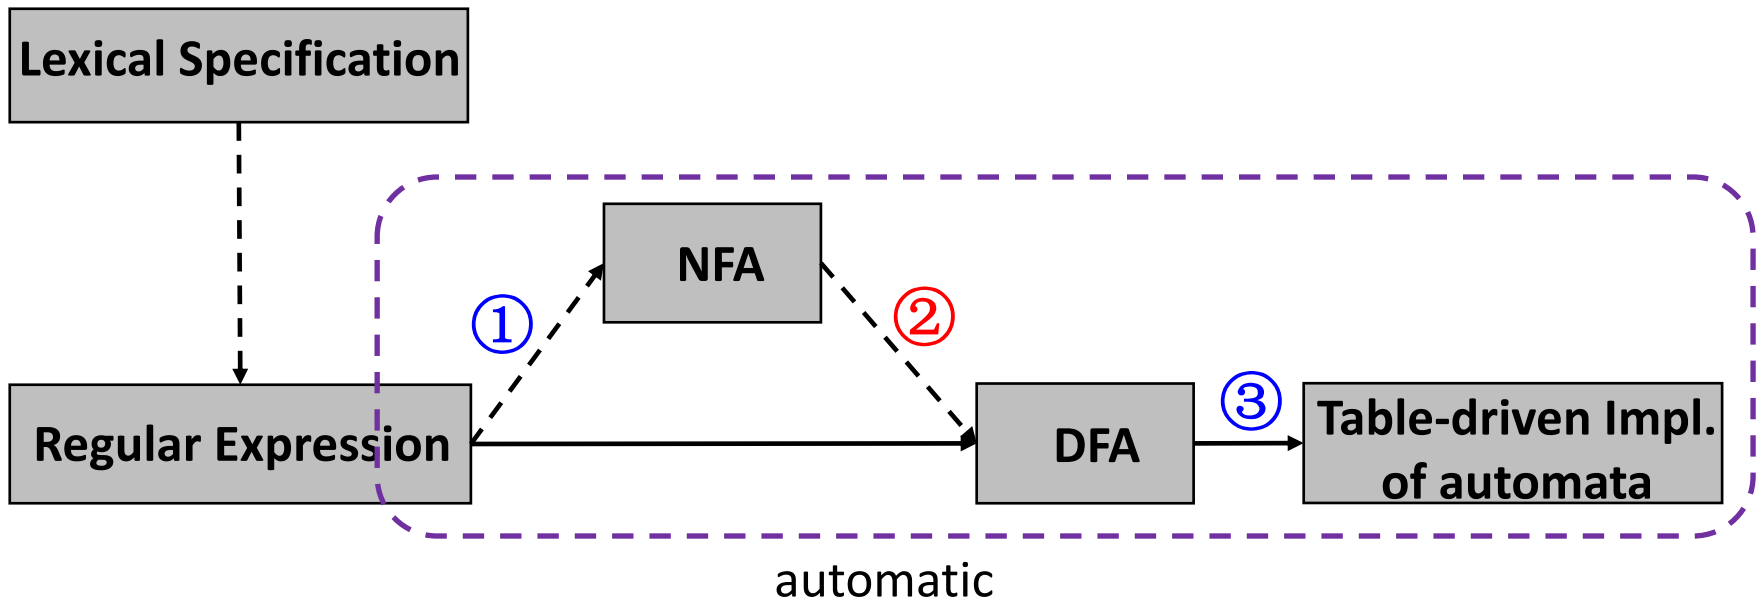 Lexical Specification
NFA
①
②
③
Regular Expression
DFA
Table-driven Impl.
of automata
automatic